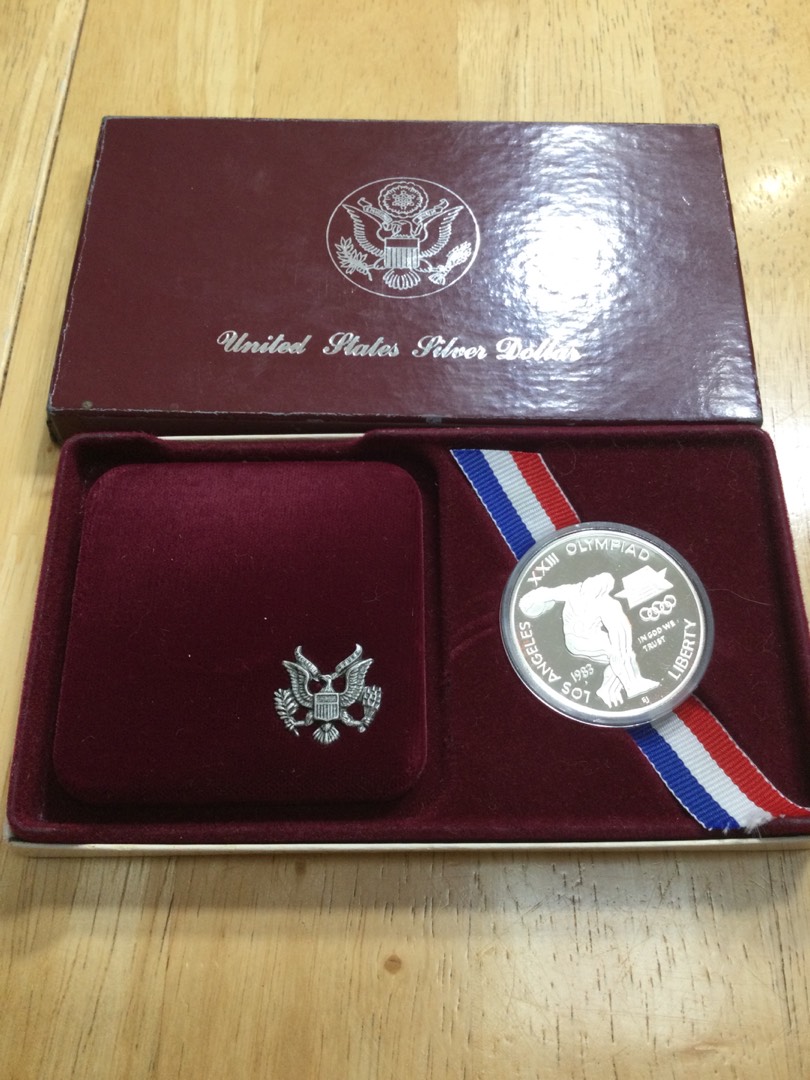 United States Silver Dollar
LOS ANGELES XXIII OLYMPIAD
IN GOD WE
TRUST
1983
LIBERTY